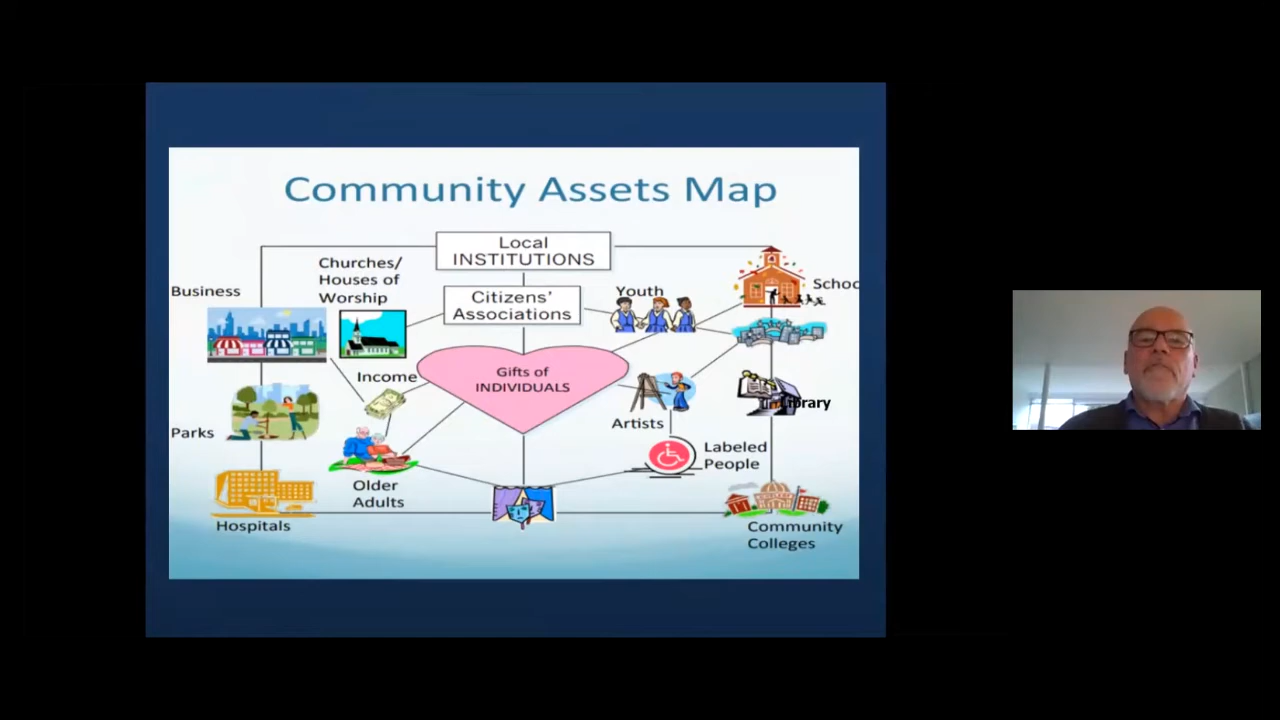 Community Assets Map
Local
INSTITUTIONS
Churches/
Houses of
Worship
Citizens'
Associations
Business
Youth
Schoo
Gifts of
INDIVIDUALS
Income
Library
Artists
Parks
Labeled
People
Older
Adults
Hospitals
Community
Colleges